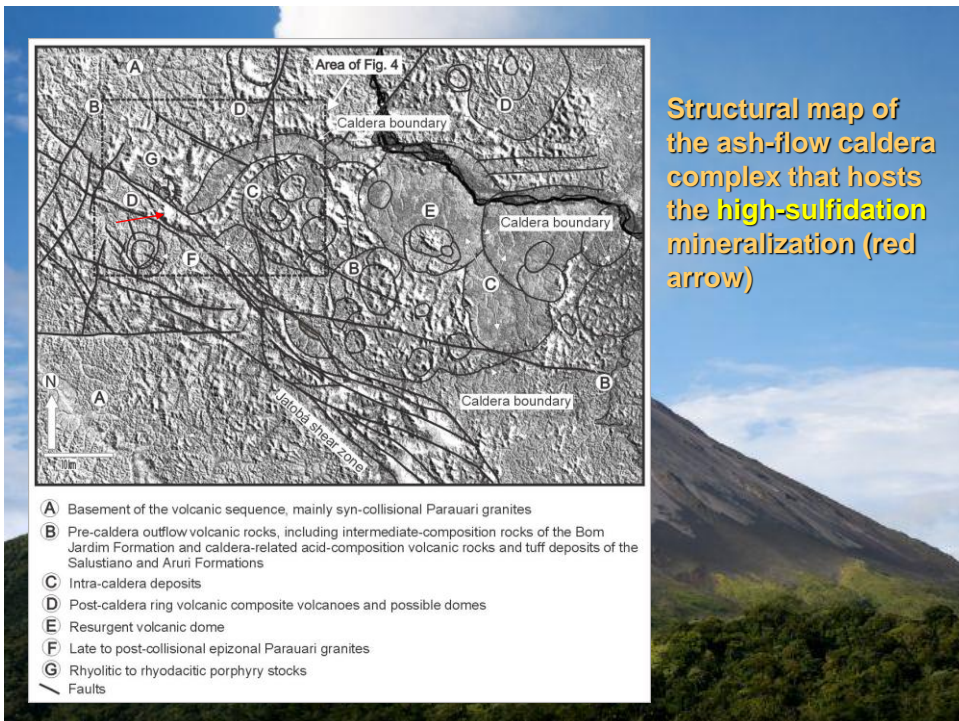 Structural map of
the ash-flow caldera
complex that hosts
the high-sulfidation
mineralization (red
arrow)
Area of Fig. 4
A
B
D
D
Caldera boundary
G
C
D
E
Caldera boundary
F
B
C
B
N
A
Caldera boundary
Jatobá shear zone
10 km
A Basement of the volcanic sequence, mainly syn-collisional Parauari granites
B Pre-caldera outflow volcanic rocks, including intermediate-composition rocks of the Bom
Jardim Formation and caldera-related acid-composition volcanic rocks and tuff deposits of the
Salustiano and Aruri Formations
C Intra-caldera deposits
D Post-caldera ring volcanic composite volcanoes and possible domes
E Resurgent volcanic dome
F Late to post-collisional epizonal Parauari granites
G Rhyolitic to rhyodacitic porphyry stocks
Faults